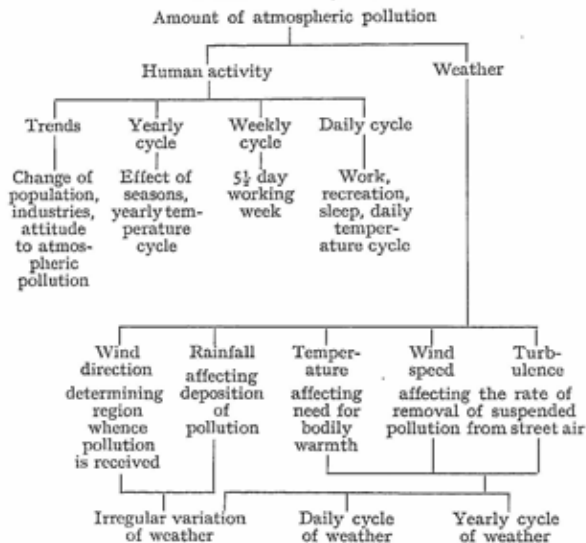 Amount of atmospheric pollution
Human activity
Weather
Trends
Change of
population,
industries,
attitude
to atmos-
pheric
pollution
Yearly
cycle
Effect of
seasons,
yearly tem-
perature
cycle
Weekly
cycle
5½ day
working
week
Daily cycle
Work,
recreation,
sleep, daily
temper-
ature cycle
Wind
direction
determining
region
whence
pollution
is received
Rainfall
affecting
deposition
of
pollution
Temper-
ature
affecting
need for
bodily
warmth
Wind
speed
Turb-
ulence
affecting the rate of
removal of suspended
pollution from street air
Irregular variation
of weather
Daily cycle
of weather
Yearly cycle
of weather